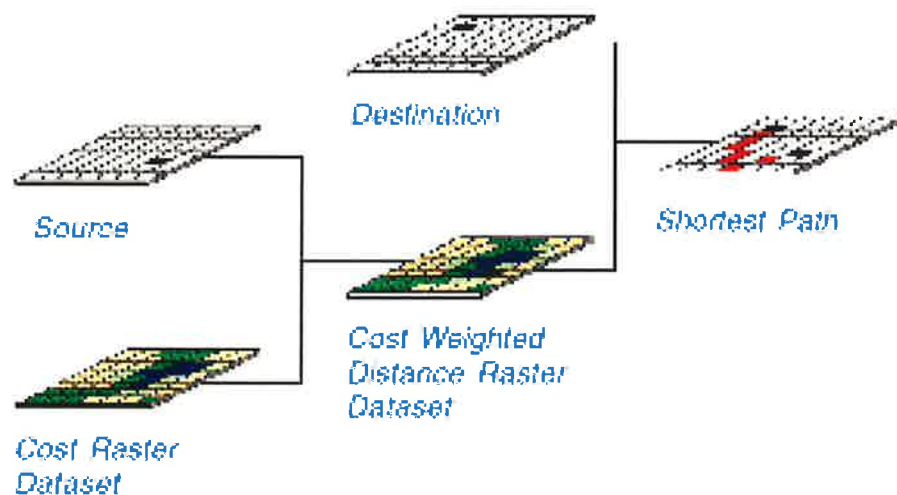 Destination
Source
Shortest Path
Cost Weighted
Distance Raster
Dataset
Cost Raster
Dataset